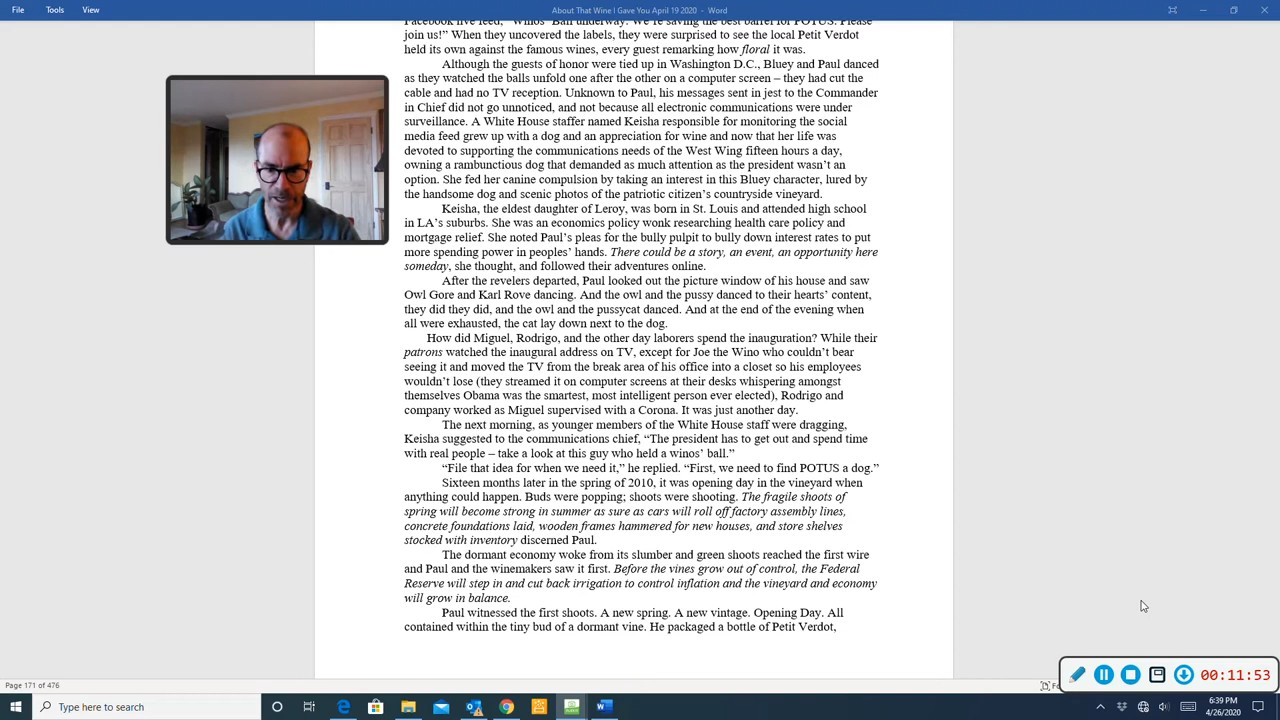 File
Tools
View
About That Wine I Gave You April 19 2020 - Word
Facebook live feed, “Winos’ Ball underway. We’re saving the best barrel for POTUS. Please
join us!” When they uncovered the labels, they were surprised to see the local Petit Verdot
held its own against the famous wines, every guest remarking how floral it was.
Although the guests of honor were tied up in Washington D.C., Bluey and Paul danced
as they watched the balls unfold one after the other on a computer screen – they had cut the
cable and had no TV reception. Unknown to Paul, his messages sent in jest to the Commander
in Chief did not go unnoticed, and not because all electronic communications were under
surveillance. A White House staffer named Keisha responsible for monitoring the social
media feed grew up with a dog and an appreciation for wine and now that her life was
devoted to supporting the communications needs of the West Wing fifteen hours a day,
owning a rambunctious dog that demanded as much attention as the president wasn’t an
option. She fed her canine compulsion by taking an interest in this Bluey character, lured by
the handsome dog and scenic photos of the patriotic citizen’s countryside vineyard.
Keisha, the eldest daughter of Leroy, was born in St. Louis and attended high school
in LA’s suburbs. She was an economics policy wonk researching health care policy and
mortgage relief. She noted Paul’s pleas for the bully pulpit to bully down interest rates to put
more spending power in peoples’ hands. There could be a story, an event, an opportunity here
someday, she thought, and followed their adventures online.
After the revelers departed, Paul looked out the picture window of his house and saw
Owl Gore and Karl Rove dancing. And the owl and the pussy danced to their hearts’ content,
they did they did, and the owl and the pussycat danced. And at the end of the evening when
all were exhausted, the cat lay down next to the dog.
How did Miguel, Rodrigo, and the other day laborers spend the inauguration? While their
patrons watched the inaugural address on TV, except for Joe the Wino who couldn’t bear
seeing it and moved the TV from the break area of his office into a closet so his employees
wouldn’t lose (they streamed it on computer screens at their desks whispering amongst
themselves Obama was the smartest, most intelligent person ever elected), Rodrigo and
company worked as Miguel supervised with a Corona. It was just another day.
The next morning, as younger members of the White House staff were dragging,
Keisha suggested to the communications chief, “The president has to get out and spend time
with real people – take a look at this guy who held a winos’ ball.”
“File that idea for when we need it,” he replied. “First, we need to find POTUS a dog.”
Sixteen months later in the spring of 2010, it was opening day in the vineyard when
anything could happen. Buds were popping; shoots were shooting. The fragile shoots of
spring will become strong in summer as sure as cars will roll off factory assembly lines,
concrete foundations laid, wooden frames hammered for new houses, and store shelves
stocked with inventory discerned Paul.
The dormant economy woke from its slumber and green shoots reached the first wire
and Paul and the winemakers saw it first. Before the vines grow out of control, the Federal
Reserve will step in and cut back irrigation to control inflation and the vineyard and economy
will grow in balance.
Paul witnessed the first shoots. A new spring. A new vintage. Opening Day. All
contained within the tiny bud of a dormant vine. He packaged a bottle of Petit Verdot,
00:11:53
Page 171 of 476
Type here to search
6:39 PM
4/26/2020